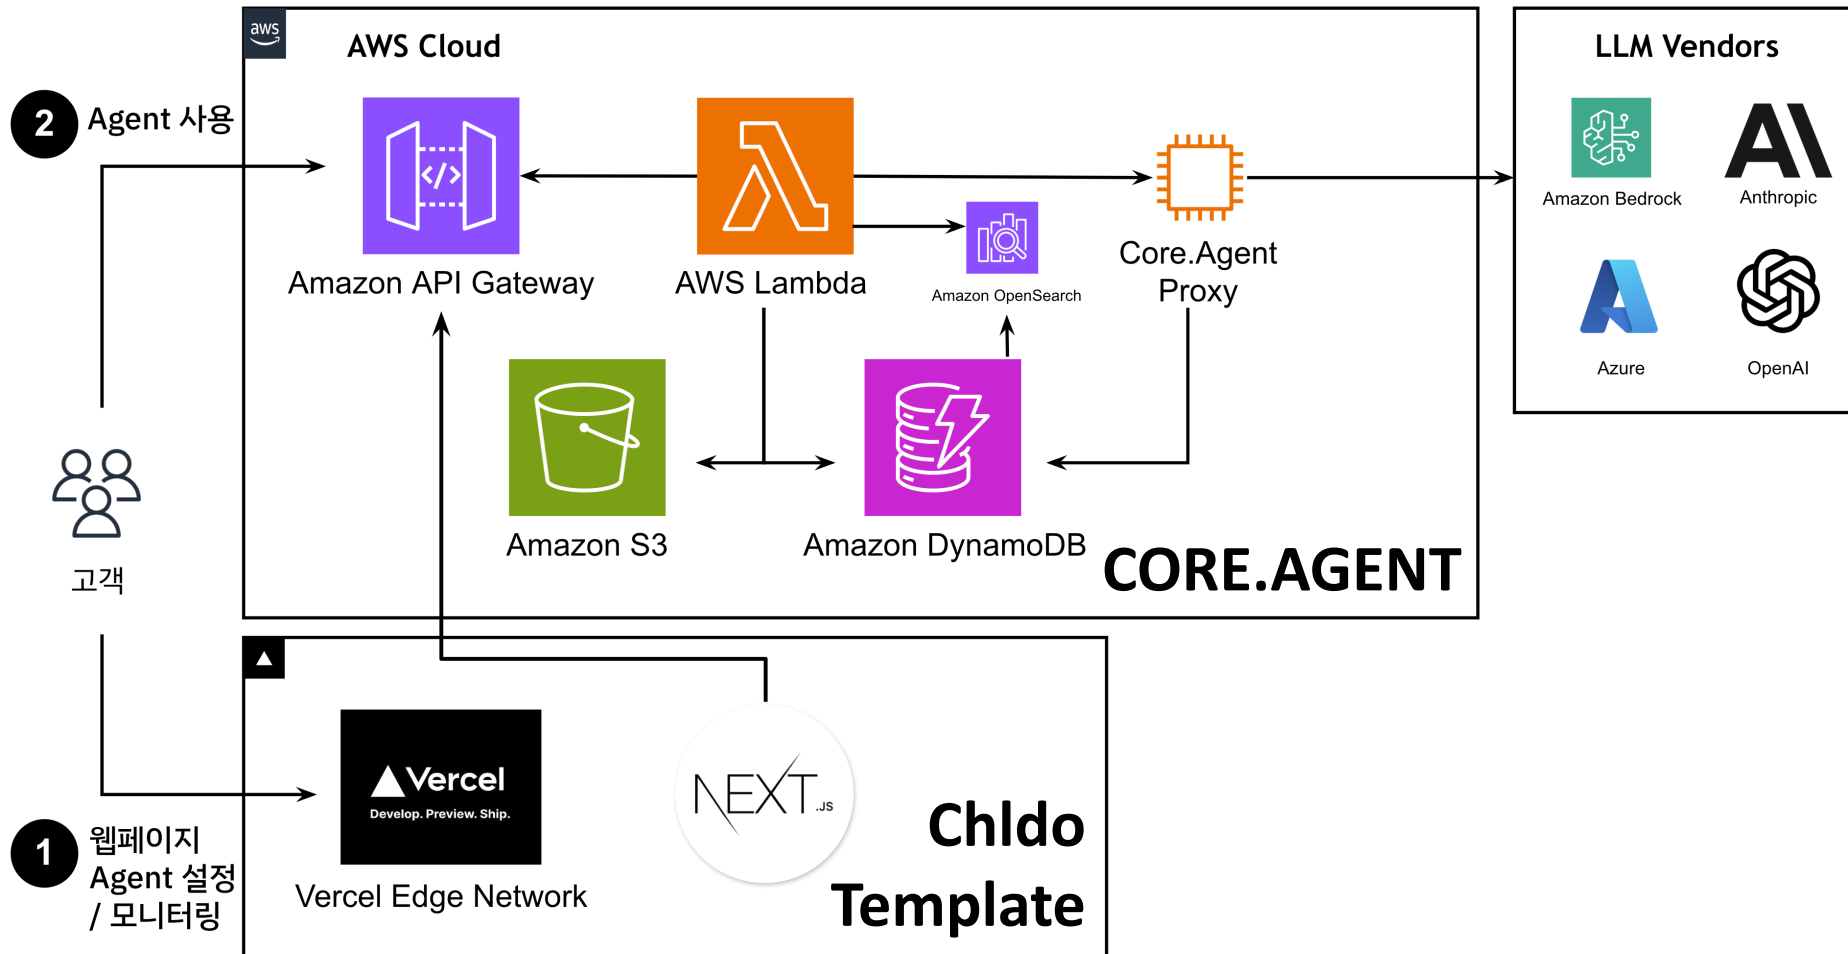 aws
AWS Cloud
LLM Vendors
2
Agent 사용
Amazon Bedrock
Anthropic
Amazon API Gateway
AWS Lambda
Amazon OpenSearch
Core.Agent
Proxy
Azure
OpenAI
Amazon S3
Amazon DynamoDB
CORE.AGENT
고객
Vercel
Develop. Preview. Ship.
NEXT.JS
Vercel Edge Network
1
웹페이지
Agent 설정
/ 모니터링
Chldo
Template